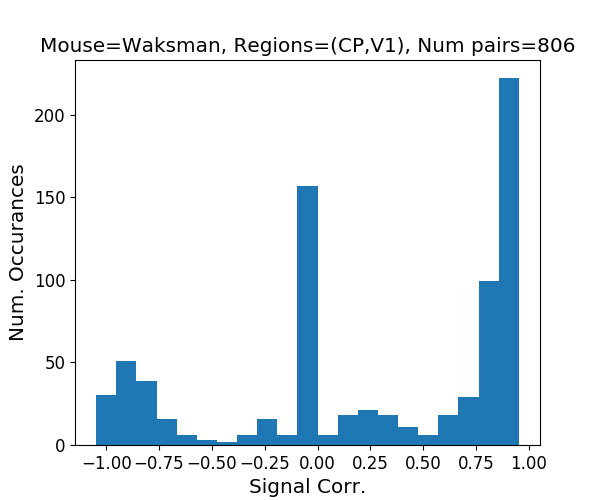 Mouse=Waksman, Regions=(CP,V1), Num pairs=806
200
150
100
50
0
Num. Occurances
−1.00 −0.75 −0.50 −0.25 0.00 0.25 0.50 0.75 1.00
Signal Corr.